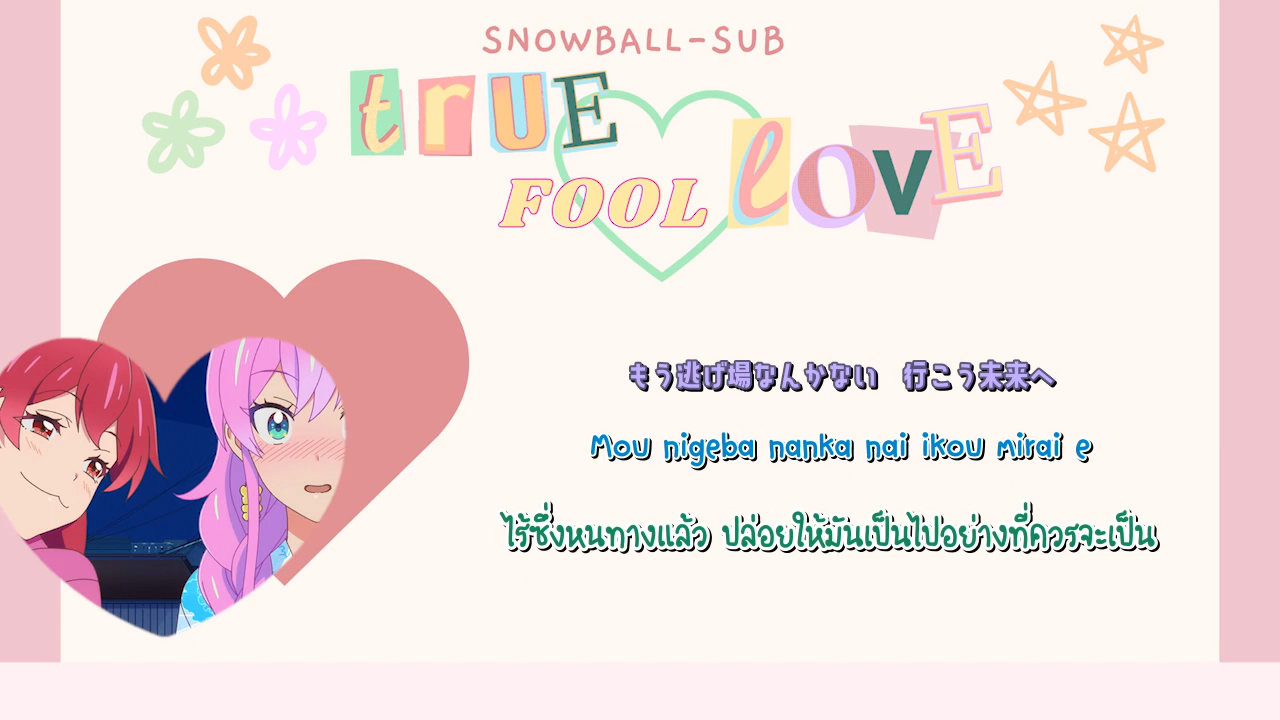 SNOWBALL-SUB
trUE
FOOL lOvE
もう逃げ場なんかない 行こう未来へ
Mou nigeba nanka nai ikou mirai e
ไร้ซึ่งหนทางแล้ว ปล่อยให้มันเป็นไปอย่างที่ควรจะเป็น